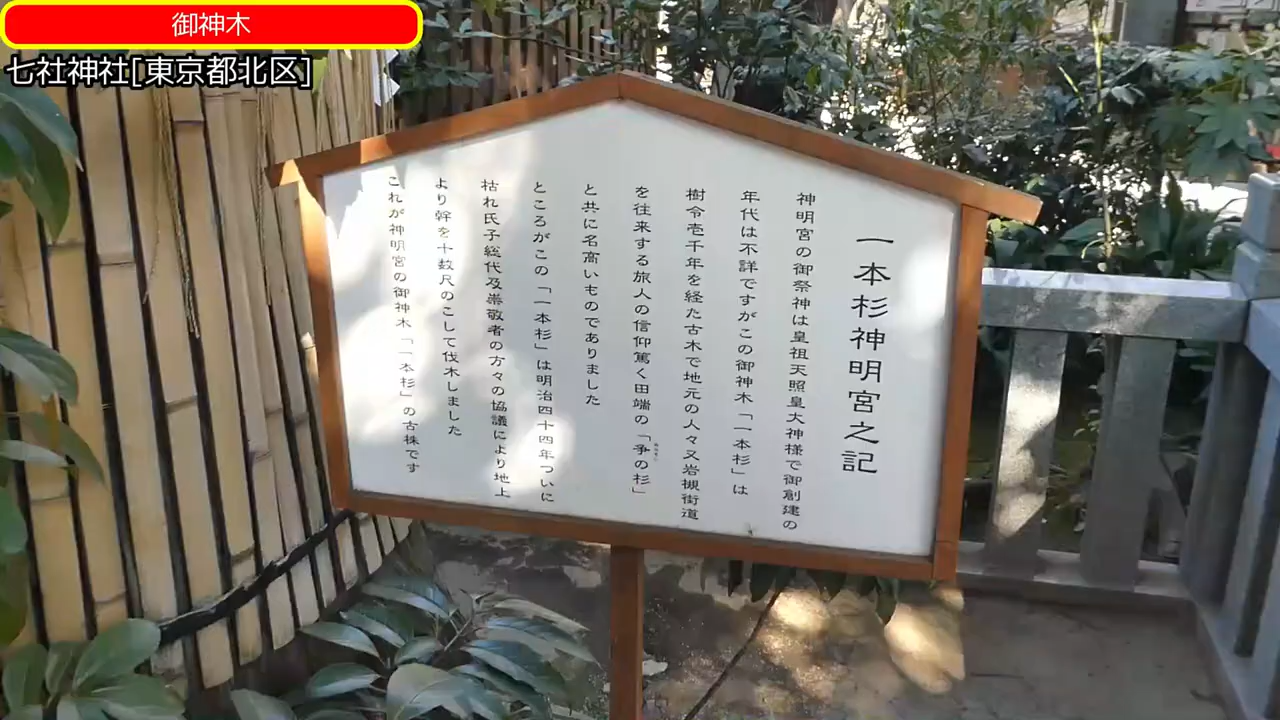 御神木
七社神社[東京都北区]
一本杉神明宮之記
神明宮の御祭神は皇祖天照皇大神様で御創建の
年代は不詳ですがこの御神木「一本杉」は
樹令壱千年を経た古木で地元の人々又岩槻街道
を往来する旅人の信仰篤く田端の「争の杉」
と共に名高いものでありました
ところがこの「一本杉」は明治四十四年ついに
枯れ氏子総代及崇敬者の方々の協議により地上
より幹を十数尺のこして伐木しました
これが神明宮の御神木「一本杉」の古株です